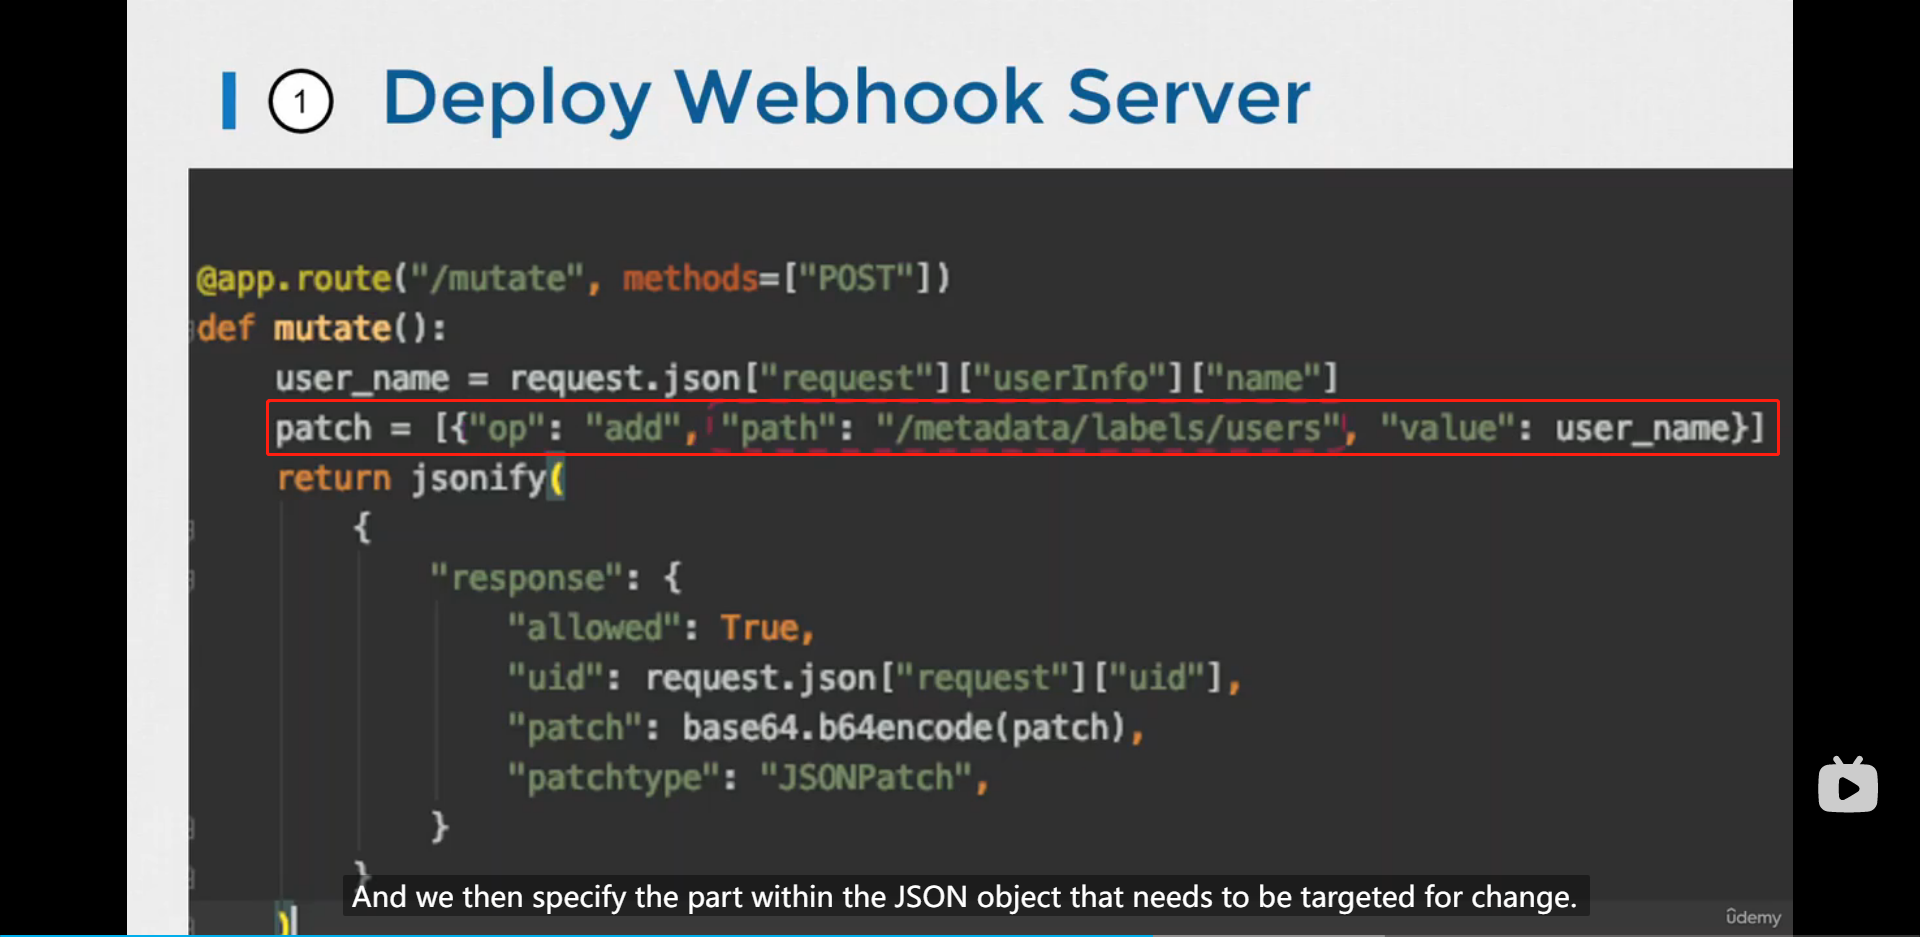 1 Deploy Webhook Server
@app.route("/mutate", methods=["POST"])
def mutate():
user_name = request.json["request"]["userInfo"]["name"]
patch = [{"op": "add", "path": "/metadata/labels/users", "value": user_name}]
return jsonify(
{
"response": {
"allowed": True,
"uid": request.json["request"]["uid"],
"patch": base64.b64encode(patch),
"patchtype": "JSONPatch",
}
}
)
And we then specify the part within the JSON object that needs to be targeted for change.
ûdemy